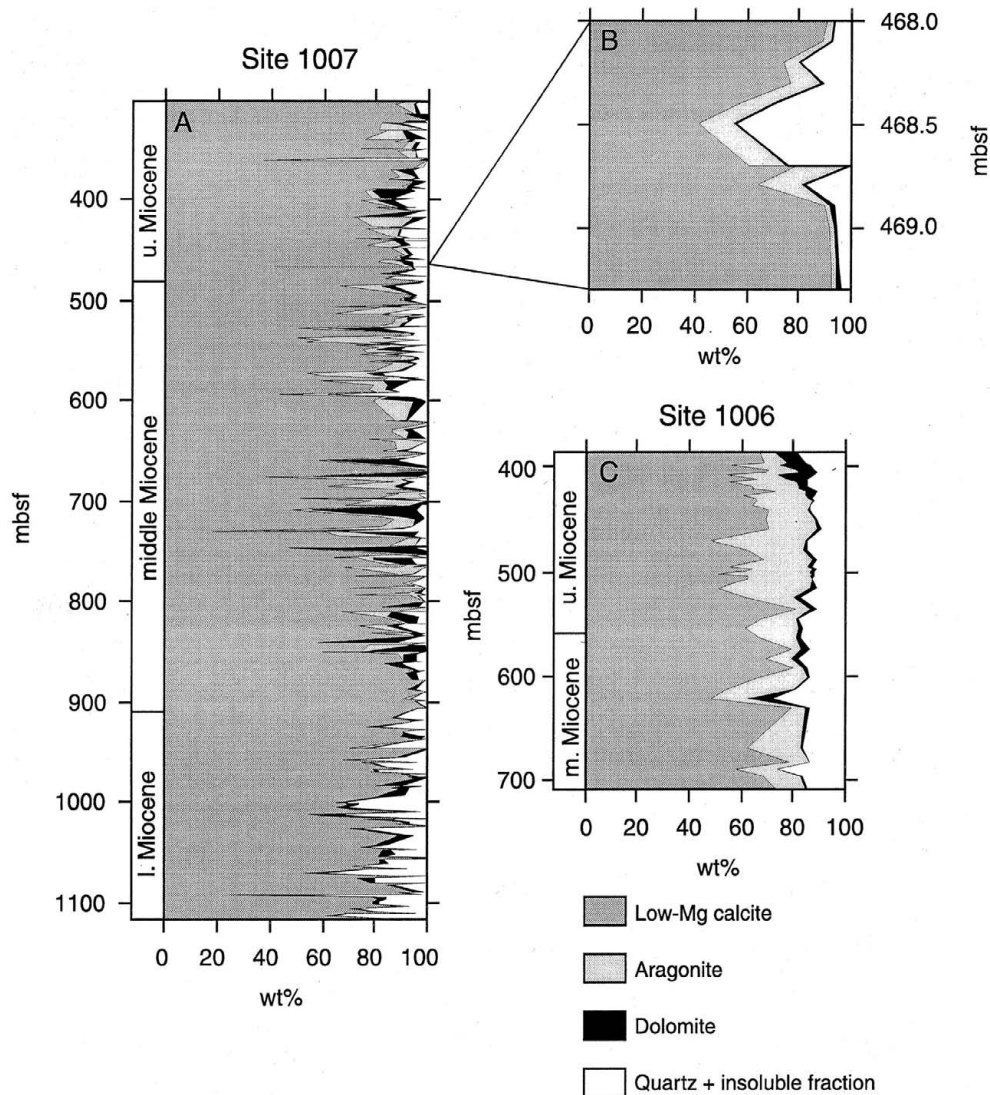 Site 1007
A
u. Miocene
middle Miocene
l. Miocene
400
500
600
700
800
900
1000
1100
mbsf
0 20 40 60 80 100
wt%
B
468.0
468.5
469.0
mbsf
0 20 40 60 80 100
wt%
Site 1006
C
u. Miocene
m. Miocene
400
500
600
700
mbsf
0 20 40 60 80 100
wt%
Low-Mg calcite
Aragonite
Dolomite
Quartz + insoluble fraction